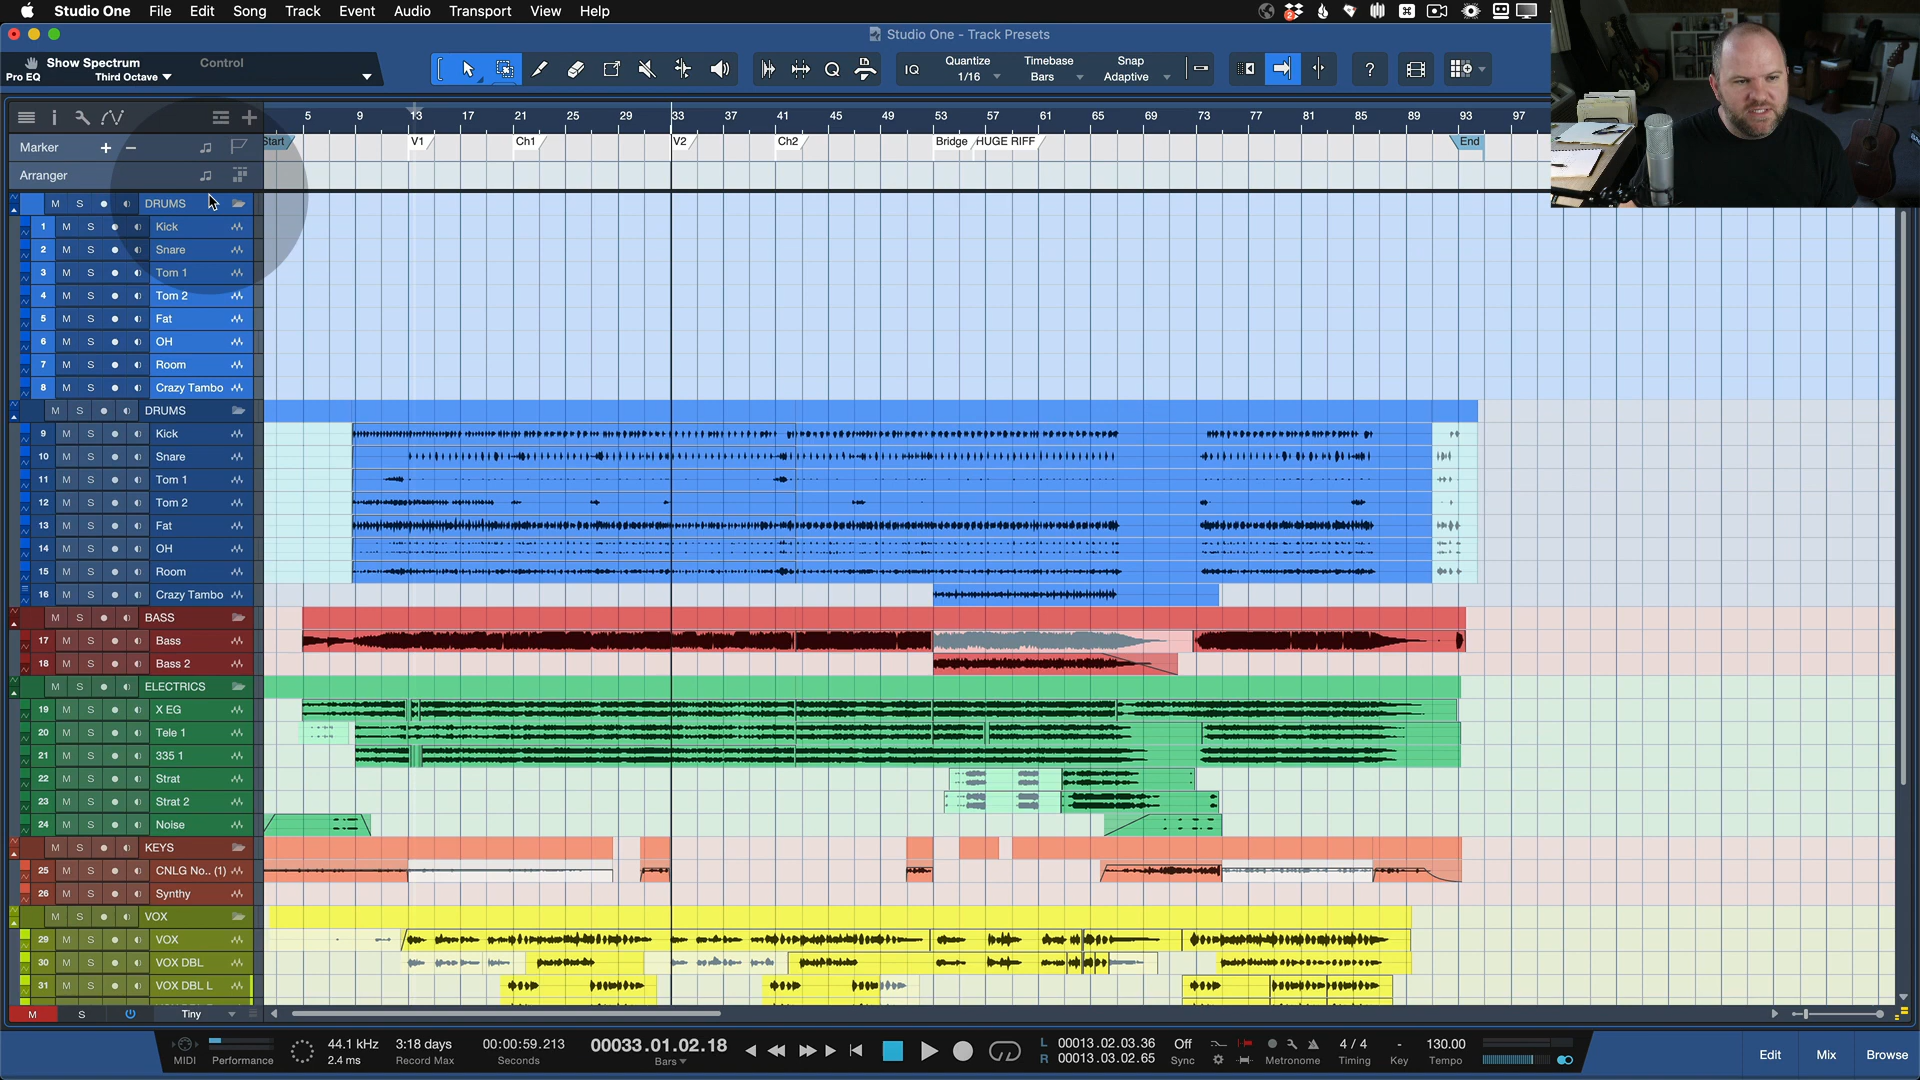 Studio One File Edit Song Track Event Audio Transport View Help
2
Studio One - Track Presets
Show Spectrum
Control
Pro EQ
Third Octave
IQ
Quantize
1/16
Timebase
Bars
Snap
Adaptive
?
5 9 13 17 21 25 29 33 37 41 45 49 53 57 61 65 69 73 77 81 85 89 93 97
Marker
Start V1 Ch1 V2 Ch2 Bridge HUGE RIFF End
Arranger
M S DRUMS
1 M S Kick
2 M S Snare
3 M S Tom 1
4 M S Tom 2
5 M S Fat
6 M S OH
7 M S Room
8 M S Crazy Tambo
M S DRUMS
9 M S Kick
10 M S Snare
11 M S Tom 1
12 M S Tom 2
13 M S Fat
14 M S OH
15 M S Room
16 M S Crazy Tambo
M S BASS
17 M S Bass
18 M S Bass 2
M S ELECTRICS
19 M S X EG
20 M S Tele 1
21 M S 335 1
22 M S Strat
23 M S Strat 2
24 M S Noise
M S KEYS
25 M S CNLG No.. (1)
26 M S Synthy
M S VOX
29 M S VOX
30 M S VOX DBL
31 M S VOX DBL L
M S Tiny
MIDI
Performance
44.1 kHz
2.4 ms
3:18 days
Record Max
00:00:59.213
Seconds
00033.01.02.18
Bars
L 00013.02.03.36
R 00013.03.02.65
Off
Sync
Metronome
4 / 4
Timing
-
Key
130.00
Tempo
Edit Mix Browse